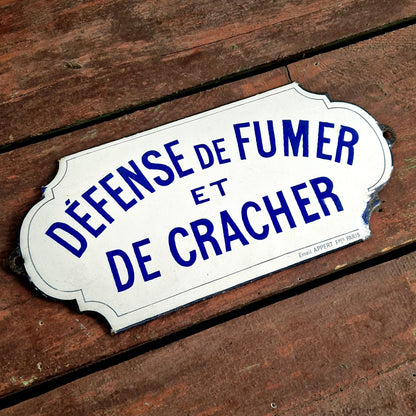 DÉFENSE DE FUMER
ET
DE CRACHER
Email APPERT Fres PARIS